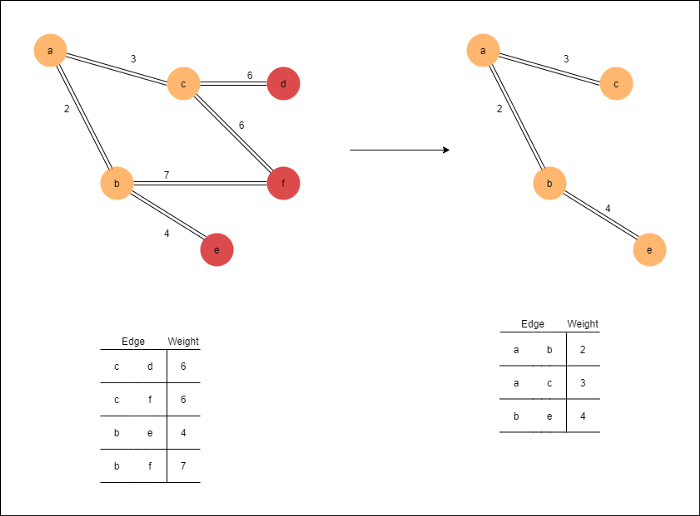 a
3
c
6
d
2
6
b
7
f
4
e
a
3
c
2
b
4
e
Edge Weight
c d 6
c f 6
b e 4
b f 7
Edge Weight
a b 2
a c 3
b e 4